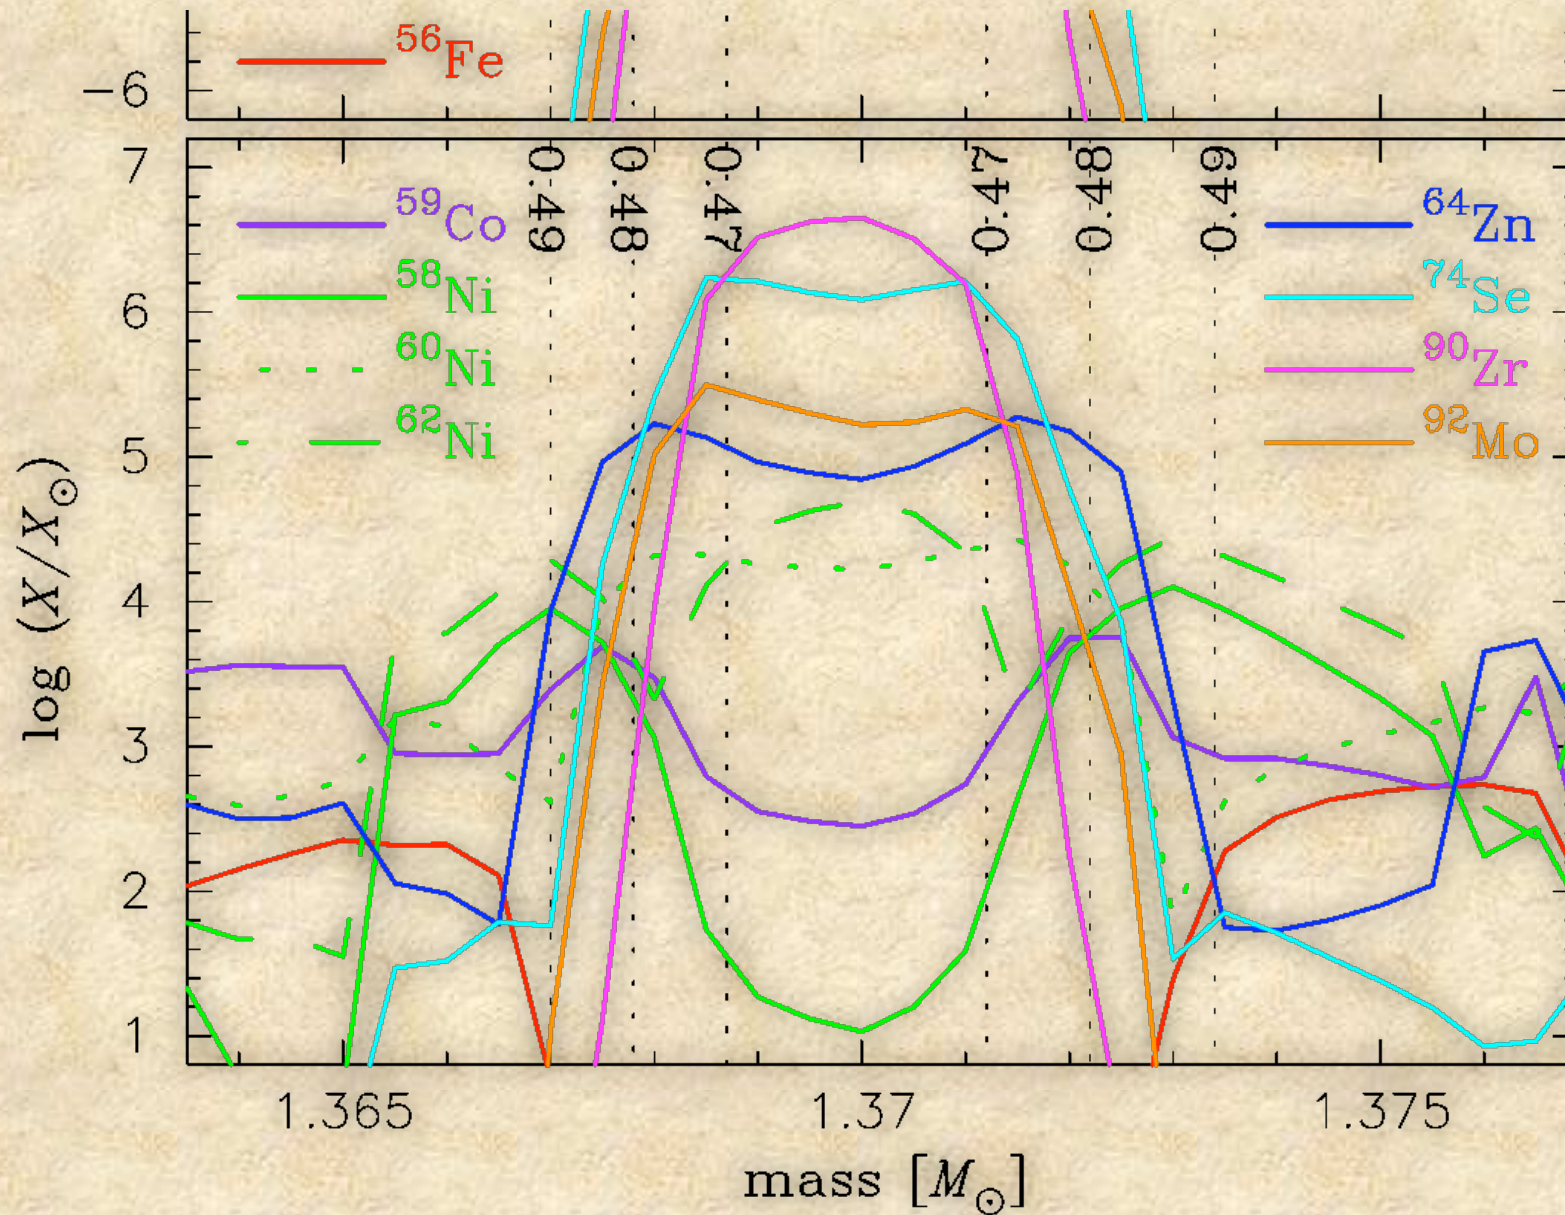 ⁵⁶Fe
−6
7
6
5
4
3
2
1
log (X/X☉)
0.49
0.48
0.47
0.47
0.48
0.49
⁵⁹Co
⁵⁸Ni
⁶⁰Ni
⁶²Ni
⁶⁴Zn
⁷⁴Se
⁹⁰Zr
⁹²Mo
1.365
1.37
1.375
mass [M☉]